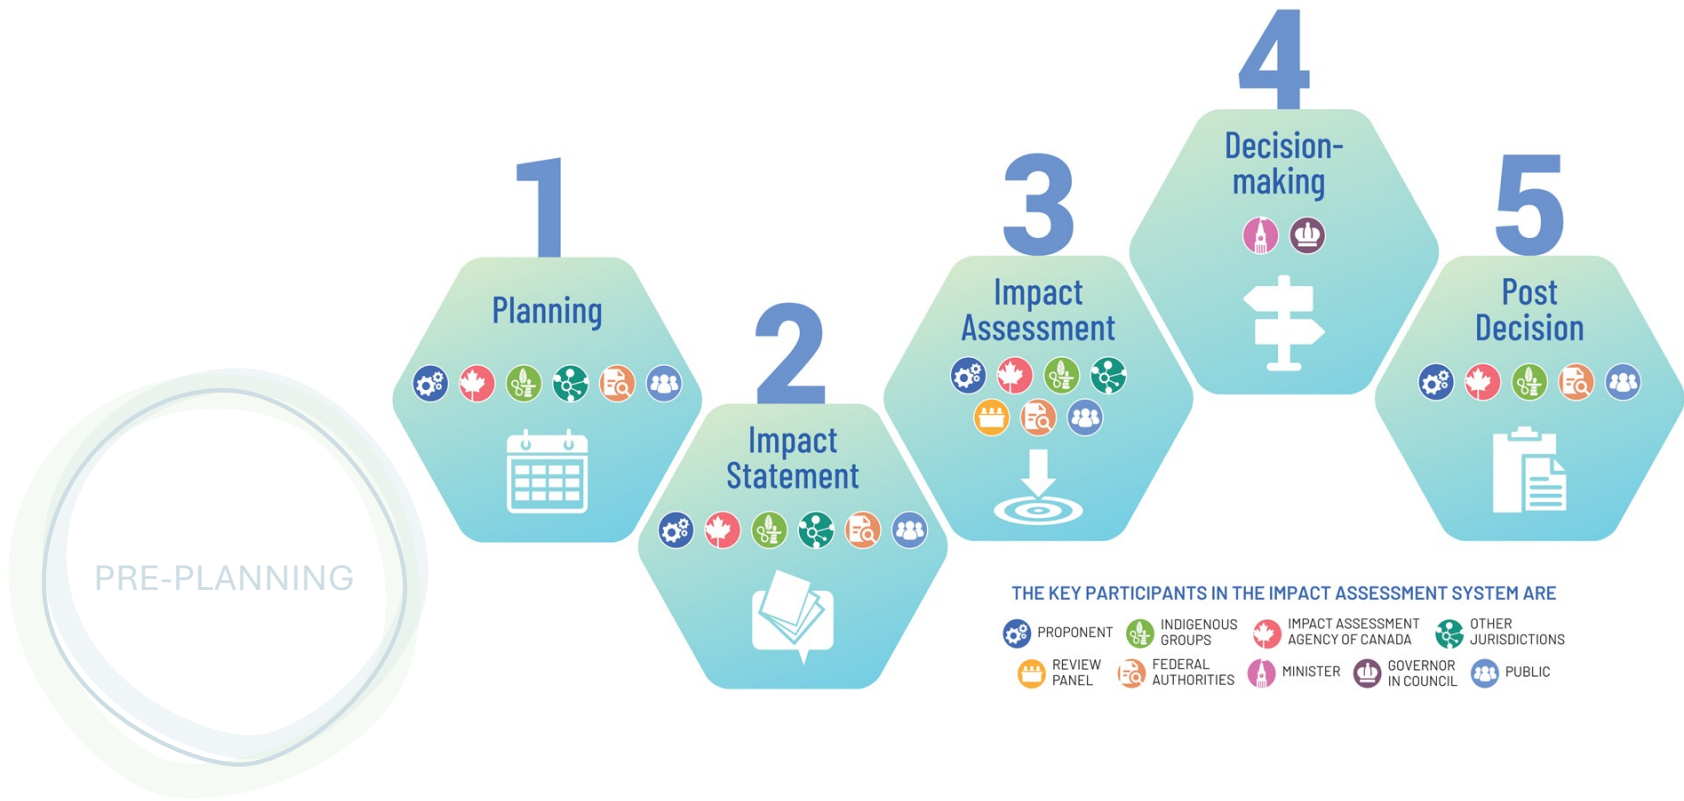 PRE-PLANNING
1
Planning
2
Impact
Statement
3
Impact
Assessment
4
Decision-
making
5
Post
Decision
THE KEY PARTICIPANTS IN THE IMPACT ASSESSMENT SYSTEM ARE
PROPONENT
INDIGENOUS
GROUPS
IMPACT ASSESSMENT
AGENCY OF CANADA
OTHER
JURISDICTIONS
REVIEW
PANEL
FEDERAL
AUTHORITIES
MINISTER
GOVERNOR
IN COUNCIL
PUBLIC